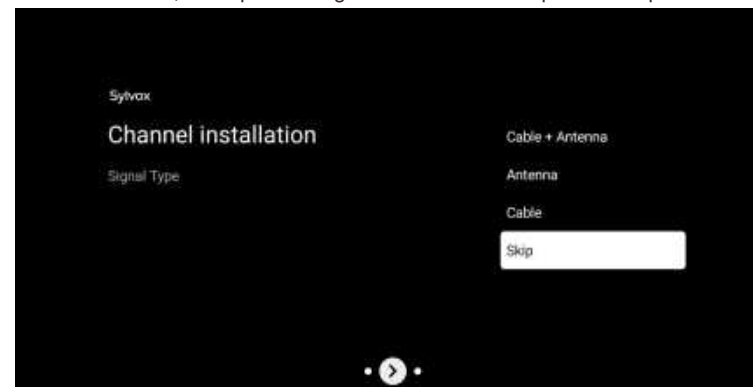 Sylvox
Channel installation
Signal Type
Cable + Antenna
Antenna
Cable
Skip